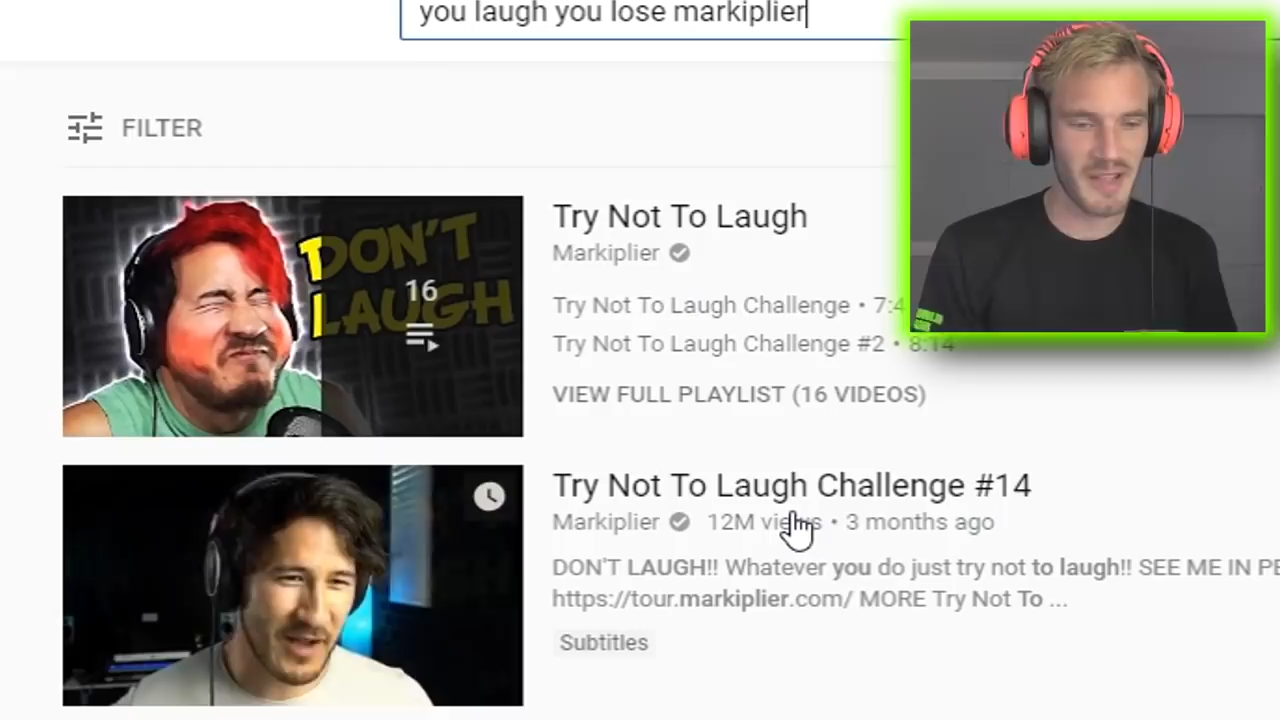 you laugh you lose markiplier
FILTER
DON'T
LAUGH
16
Try Not To Laugh
Markiplier
Try Not To Laugh Challenge • 7:4
Try Not To Laugh Challenge #2 • 8:14
VIEW FULL PLAYLIST (16 VIDEOS)
Try Not To Laugh Challenge #14
Markiplier 12M views • 3 months ago
DON'T LAUGH!! Whatever you do just try not to laugh!! SEE ME IN PE
https://tour.markiplier.com/ MORE Try Not To ...
Subtitles